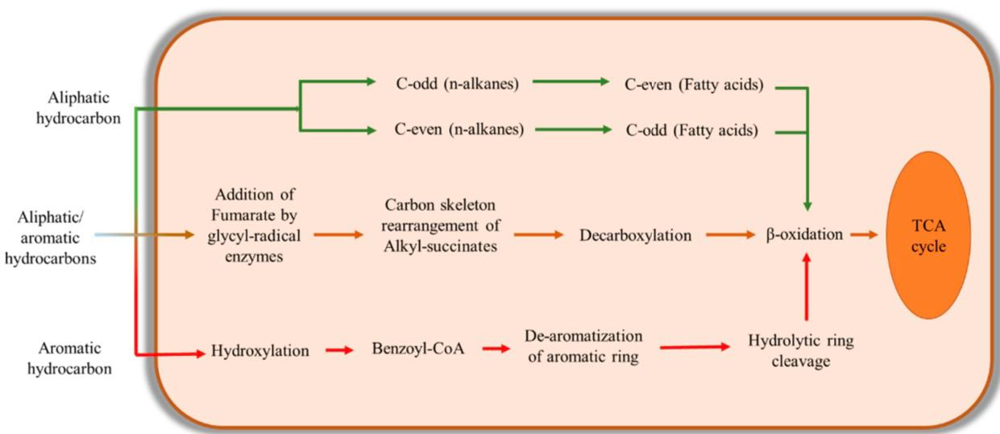 Aliphatic
hydrocarbon
C-odd (n-alkanes)
C-even (Fatty acids)
C-even (n-alkanes)
C-odd (Fatty acids)
Aliphatic/
aromatic
hydrocarbons
Addition of
Fumarate by
glycyl-radical
enzymes
Carbon skeleton
rearrangement of
Alkyl-succinates
Decarboxylation
β-oxidation
TCA
cycle
Aromatic
hydrocarbon
Hydroxylation
Benzoyl-CoA
De-aromatization
of aromatic ring
Hydrolytic ring
cleavage